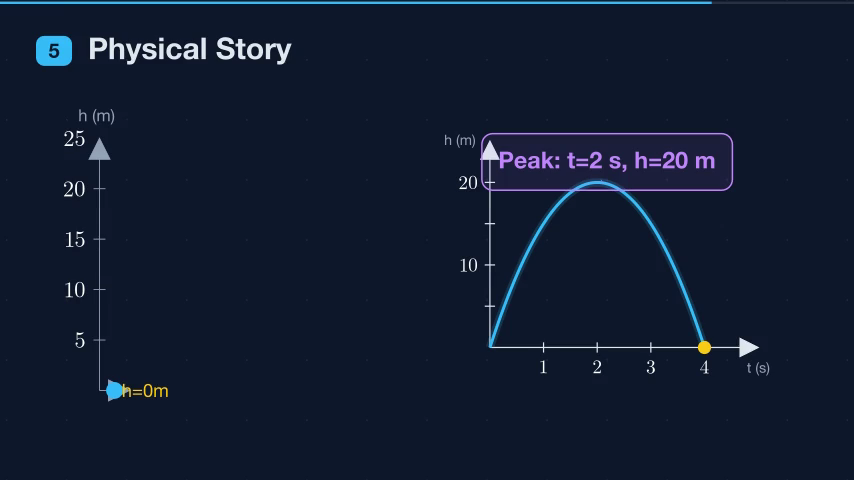 5 Physical Story
h (m)
25
20
15
10
5
h=0m
h (m)
Peak: t=2 s, h=20 m
20
10
1 2 3 4 t (s)